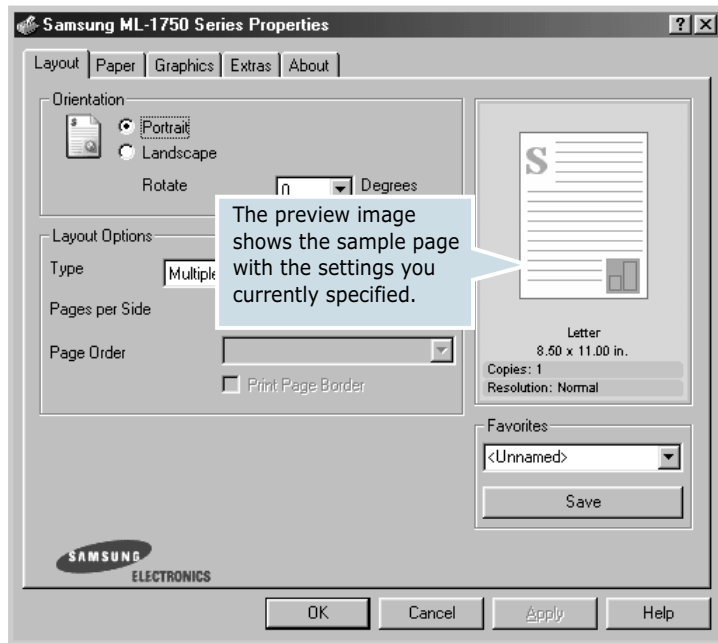 Samsung ML-1750 Series Properties
Layout Paper Graphics Extras About
Orientation
Portrait
Landscape
Rotate 0 Degrees
The preview image
shows the sample page
with the settings you
currently specified.
Layout Options
Type
Pages per Side
Page Order
Print Page Border
S
S
Letter
8.50 x 11.00 in.
Copies: 1
Resolution: Normal
Favorites
<Unnamed>
Save
SAMSUNG
ELECTRONICS
OK Cancel Apply Help